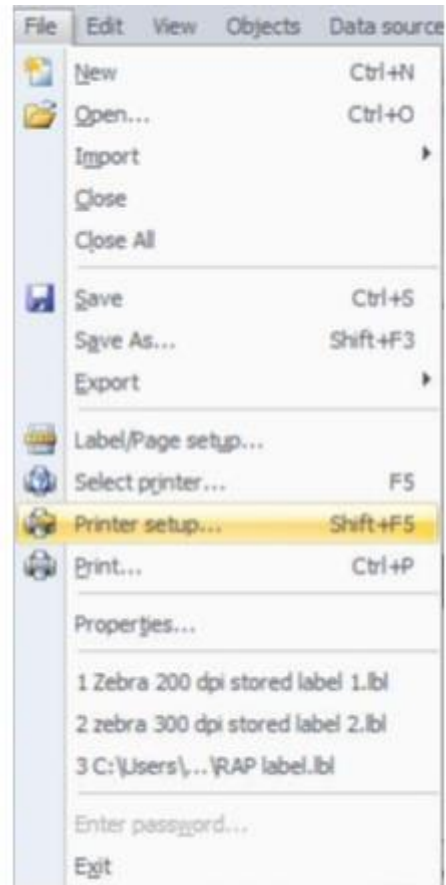 File Edit View Objects Data source
New Ctrl+N
Open... Ctrl+O
Import
Close
Close All
Save Ctrl+S
Save As... Shift+F3
Export
Label/Page setup...
Select printer... F5
Printer setup... Shift+F5
Print... Ctrl+P
Properties...
1 Zebra 200 dpi stored label 1.lbl
2 zebra 300 dpi stored label 2.lbl
3 C:\Users\...\RAP label.lbl
Enter password...
Exit